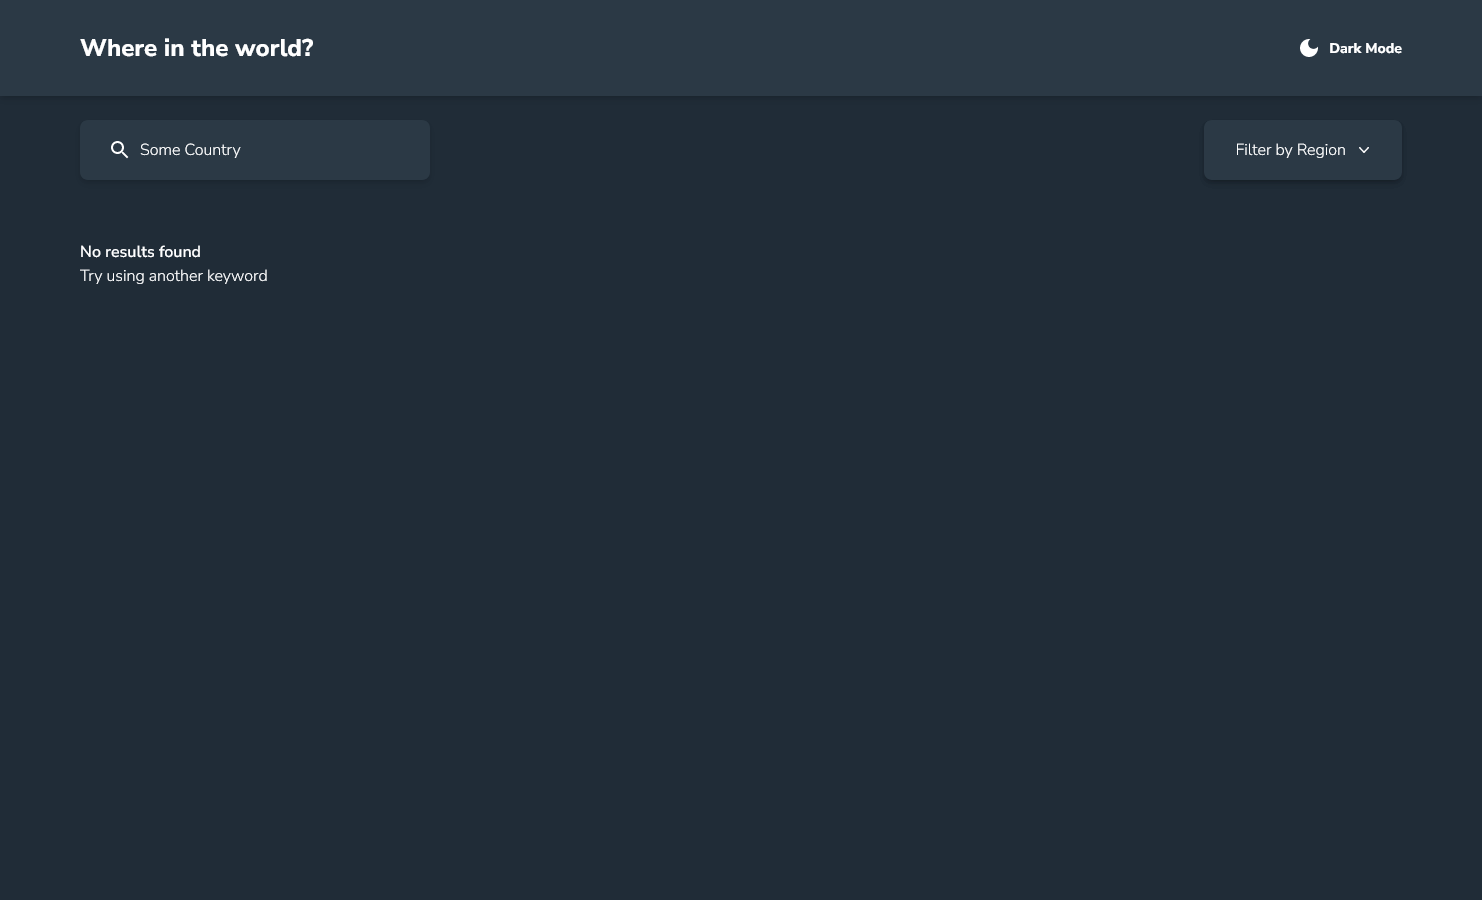 Where in the world?
Dark Mode
Some Country
Filter by Region
No results found
Try using another keyword